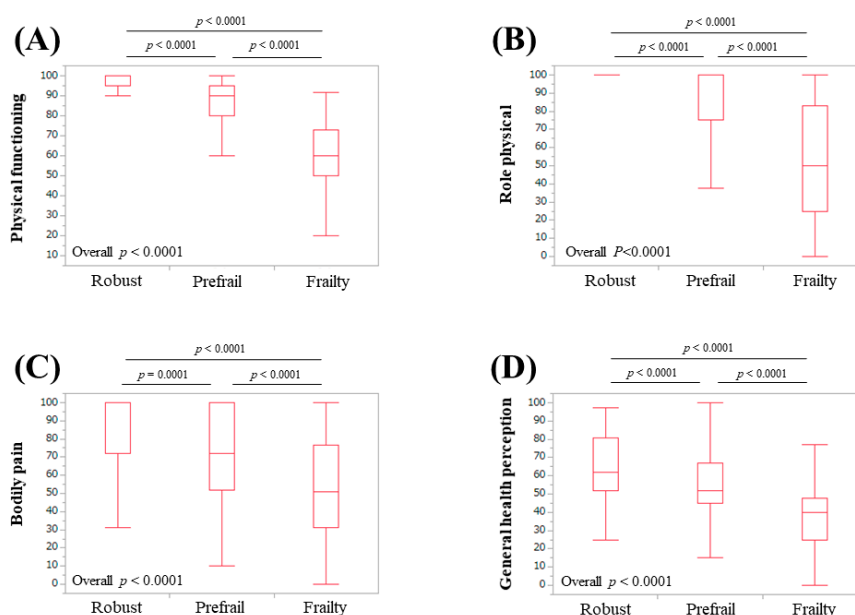 (A)
p < 0.0001
p < 0.0001 p < 0.0001
Physical functioning
100
90
80
70
60
50
40
30
20
10
Overall p < 0.0001
Robust Prefrail Frailty
(B)
p < 0.0001
p < 0.0001 p < 0.0001
Role physical
100
90
80
70
60
50
40
30
20
10
0
Overall P<0.0001
Robust Prefrail Frailty
(C)
p < 0.0001
p = 0.0001 p < 0.0001
Bodily pain
100
90
80
70
60
50
40
30
20
10
0
Overall p < 0.0001
Robust Prefrail Frailty
(D)
p < 0.0001
p < 0.0001 p < 0.0001
General health perception
100
90
80
70
60
50
40
30
20
10
0
Overall p < 0.0001
Robust Prefrail Frailty